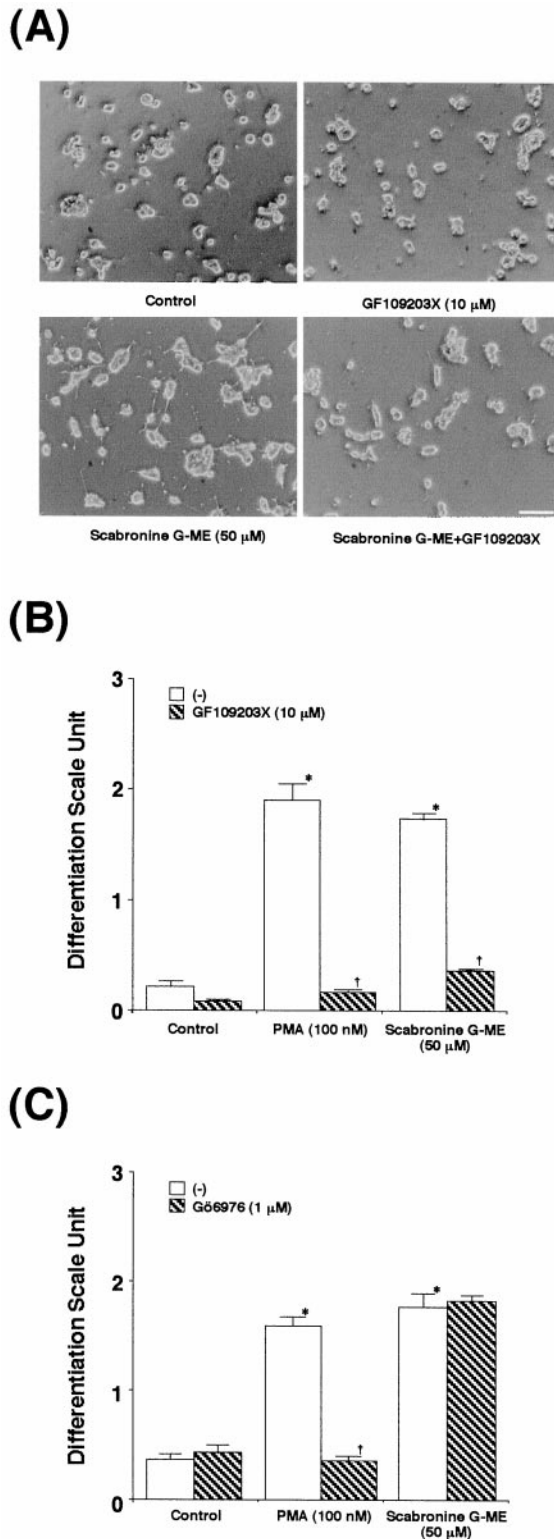 (A)
Control
GF109203X (10 μM)
Scabronine G-ME (50 μM)
Scabronine G-ME+GF109203X
(B)
Differentiation Scale Unit
3
2
1
0
(-)
GF109203X (10 μM)
*
†
*
†
Control
PMA (100 nM)
Scabronine G-ME
(50 μM)
(C)
Differentiation Scale Unit
3
2
1
0
(-)
Gö6976 (1 μM)
*
†
*
Control
PMA (100 nM)
Scabronine G-ME
(50 μM)